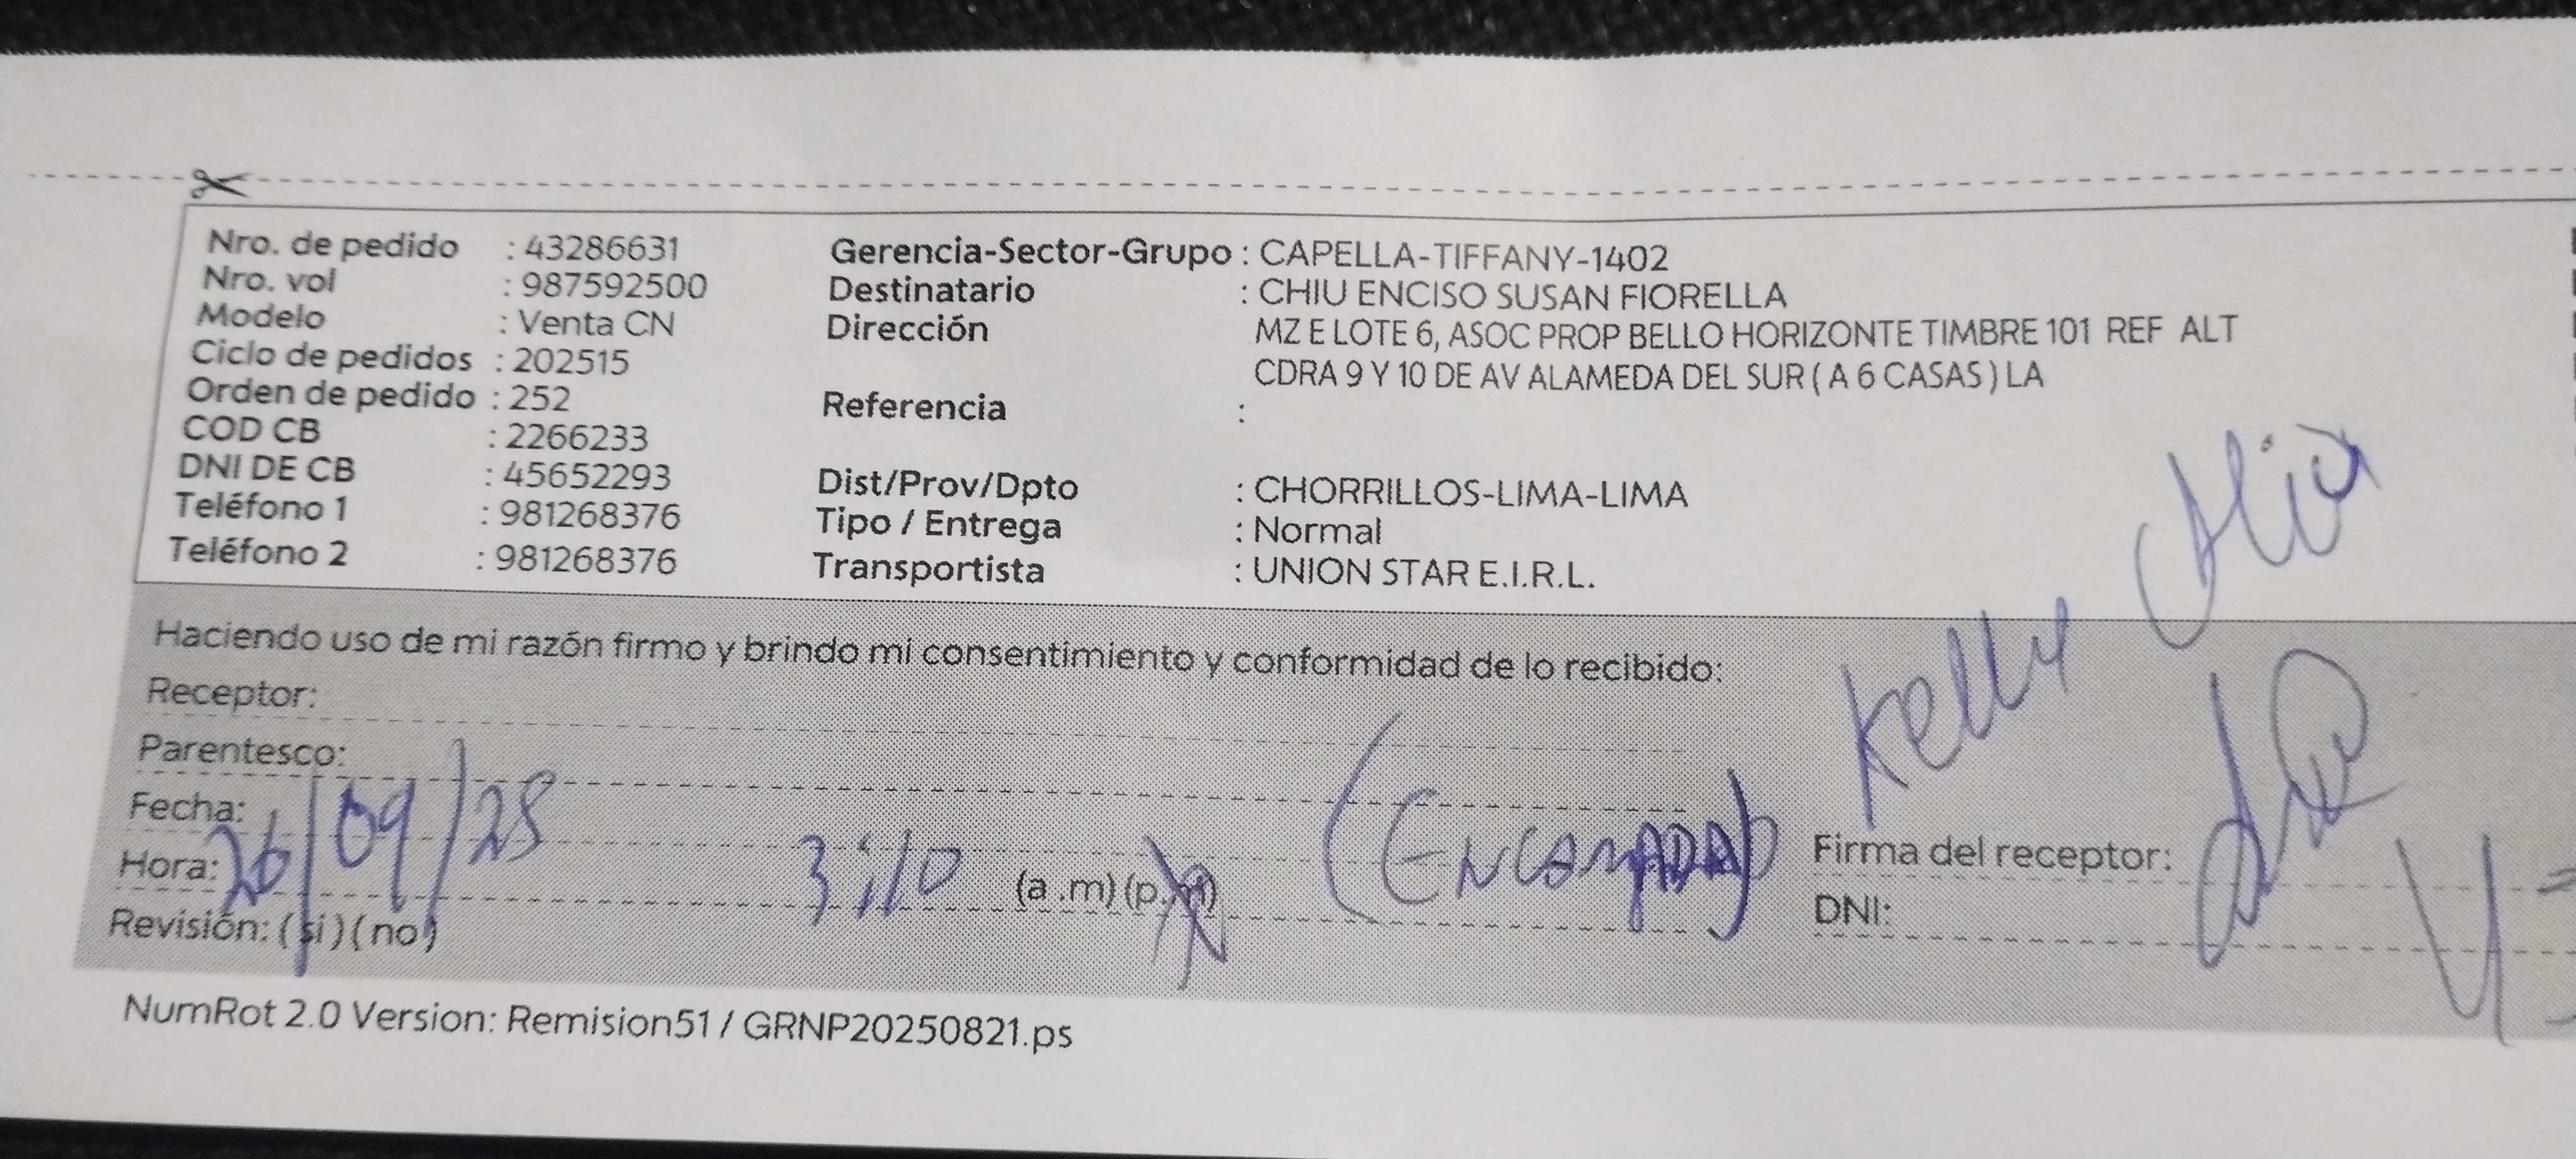 Nro. de pedido : 43286631
Nro. vol : 987592500
Modelo : Venta CN
Ciclo de pedidos : 202515
Orden de pedido : 252
COD CB : 2266233
DNI DE CB : 45652293
Teléfono 1 : 981268376
Teléfono 2 : 981268376
Gerencia-Sector-Grupo : CAPELLA-TIFFANY-1402
Destinatario : CHIU ENCISO SUSAN FIORELLA
Dirección MZ E LOTE 6, ASOC PROP BELLO HORIZONTE TIMBRE 101 REF ALT
CDRA 9 Y 10 DE AV ALAMEDA DEL SUR ( A 6 CASAS ) LA
Referencia :
Dist/Prov/Dpto : CHORRILLOS-LIMA-LIMA
Tipo / Entrega : Normal
Transportista : UNION STAR E.I.R.L.
Haciendo uso de mi razón firmo y brindo mi consentimiento y conformidad de lo recibido:
Receptor:
Parentesco:
Fecha: 26/09/25
Hora: 3:10 (a .m) (p.m)
Revisión: ( si ) ( no )
Kelly
Firma del receptor:
DNI:
NumRot 2.0 Version: Remision51 / GRNP20250821.ps